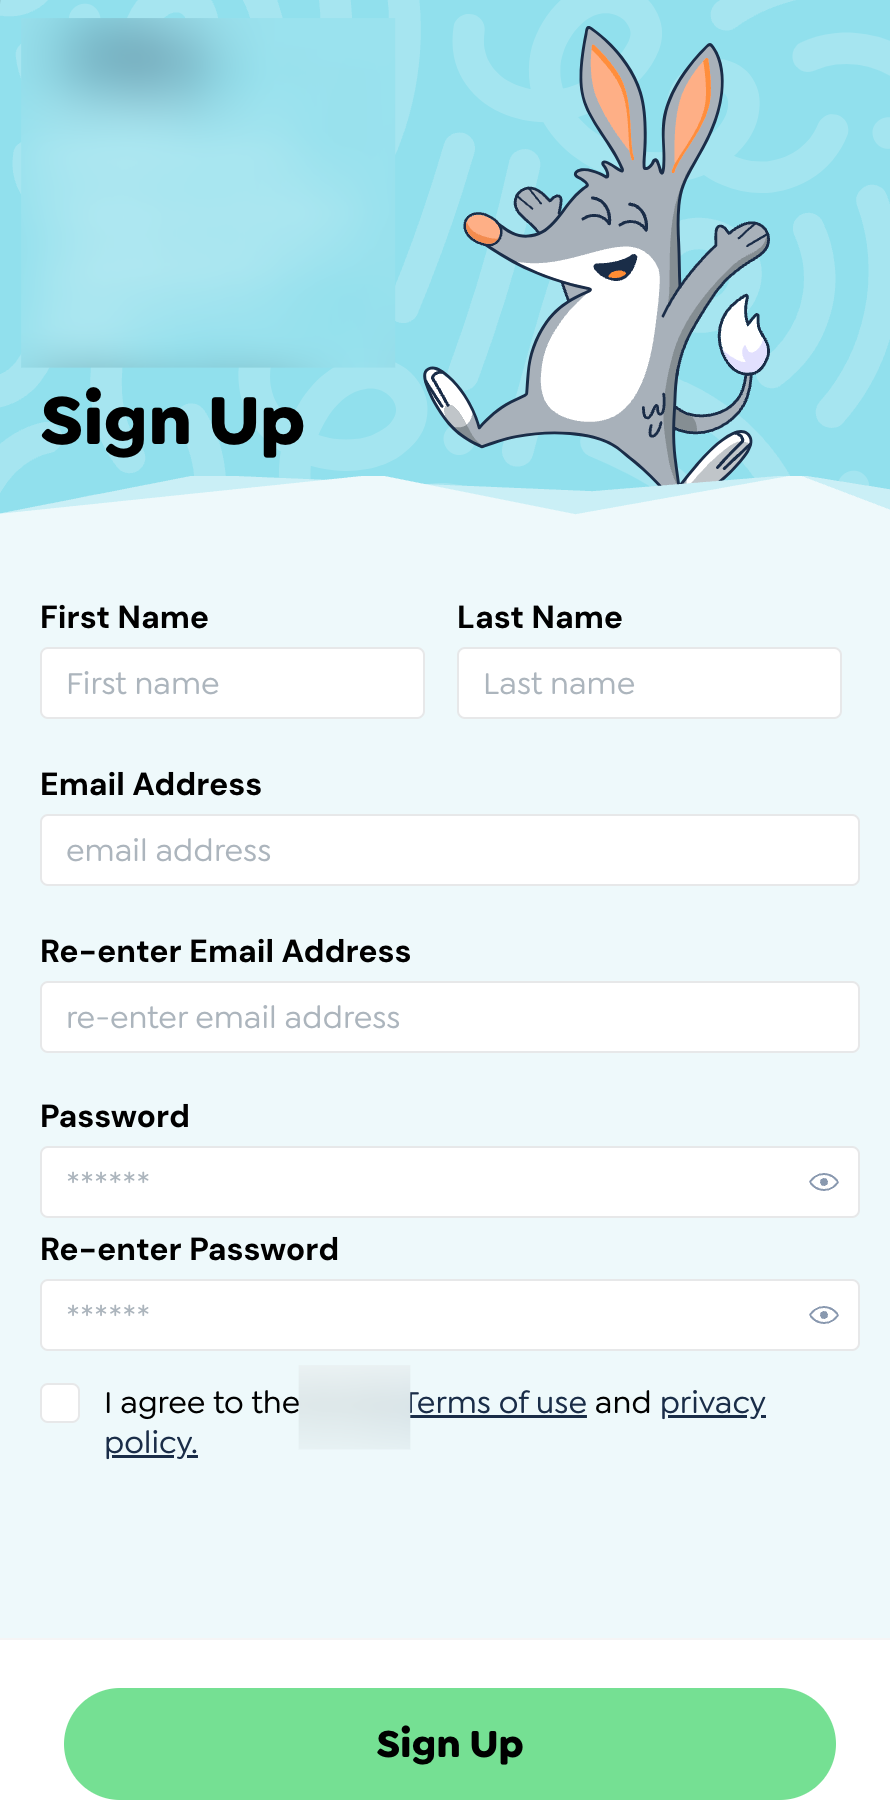 Sign Up
First Name
Last Name
First name
Last name
Email Address
email address
Re-enter Email Address
re-enter email address
Password
******
Re-enter Password
******
I agree to the Terms of use and privacy
policy.
Sign Up